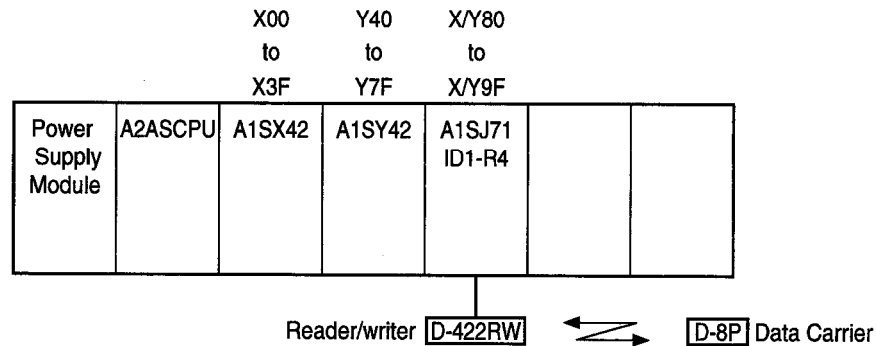 X00 Y40 X/Y80
to to to
X3F Y7F X/Y9F
Power A2ASCPU A1SX42 A1SY42 A1SJ71
Supply ID1-R4
Module
Reader/writer D-422RW D-8P Data Carrier